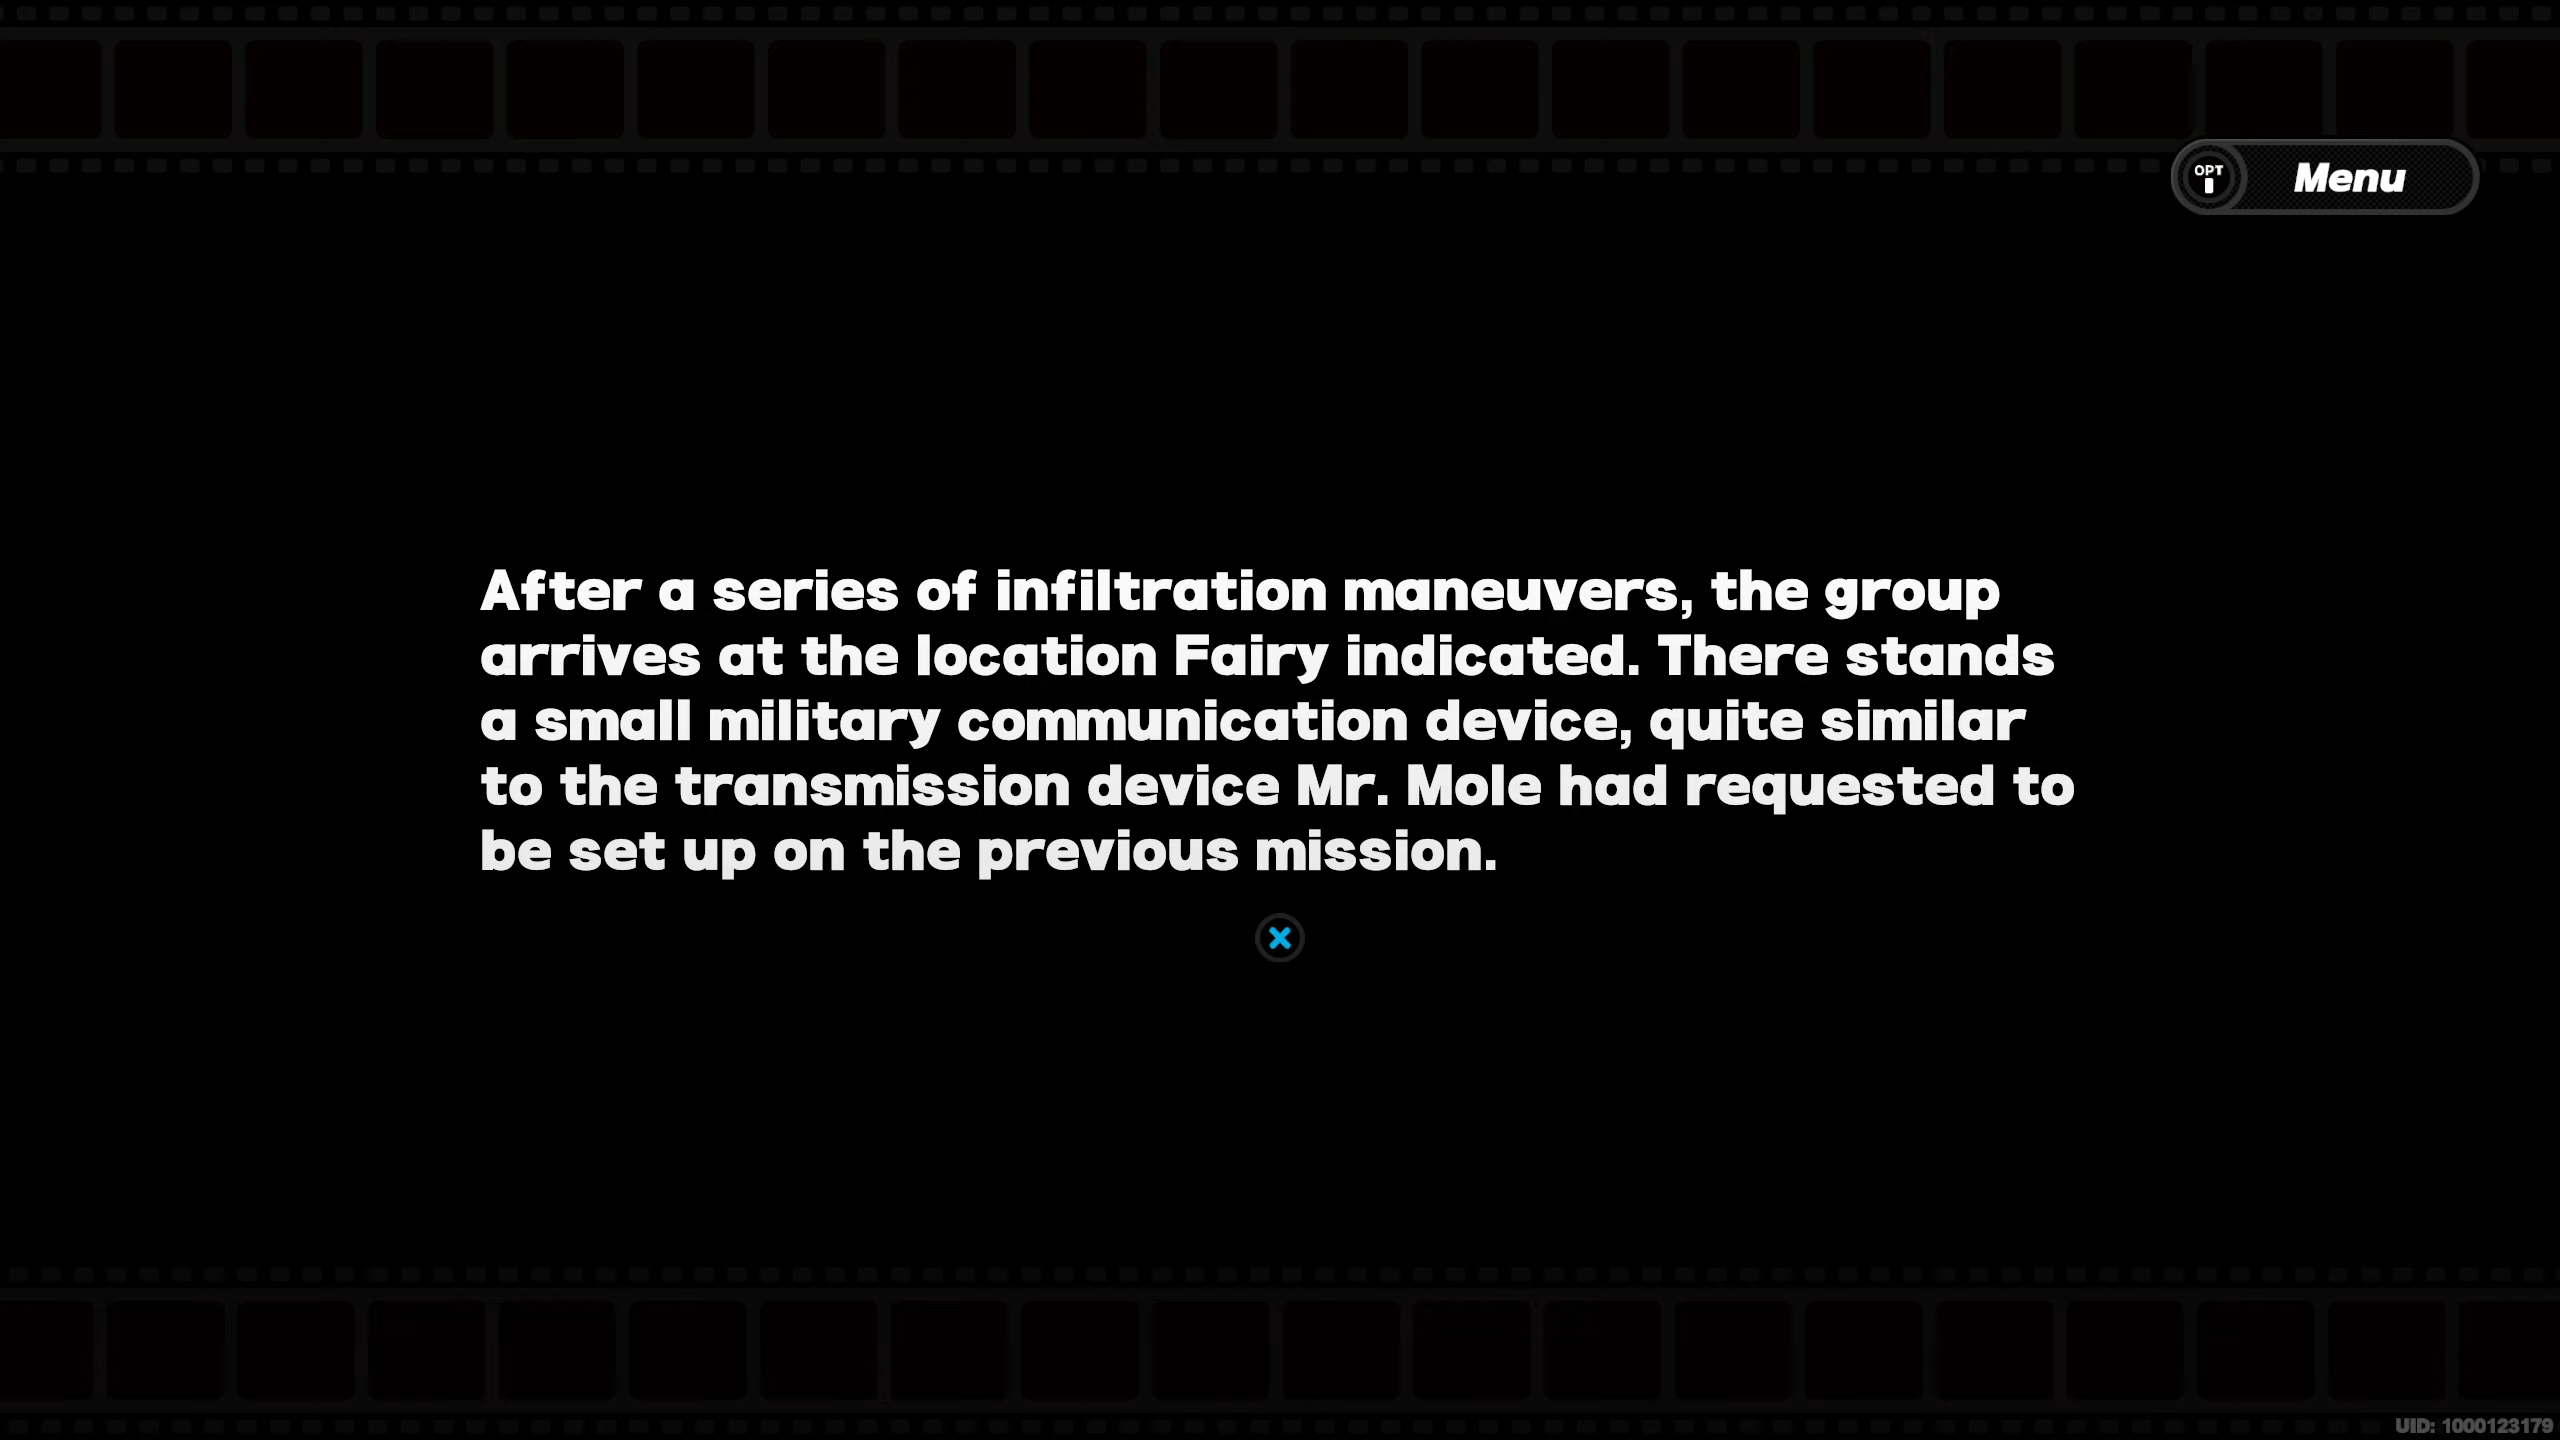 OPT
Menu
After a series of infiltration maneuvers, the group
arrives at the location Fairy indicated. There stands
a small military communication device, quite similar
to the transmission device Mr. Mole had requested to
be set up on the previous mission.
UID: 1000123179